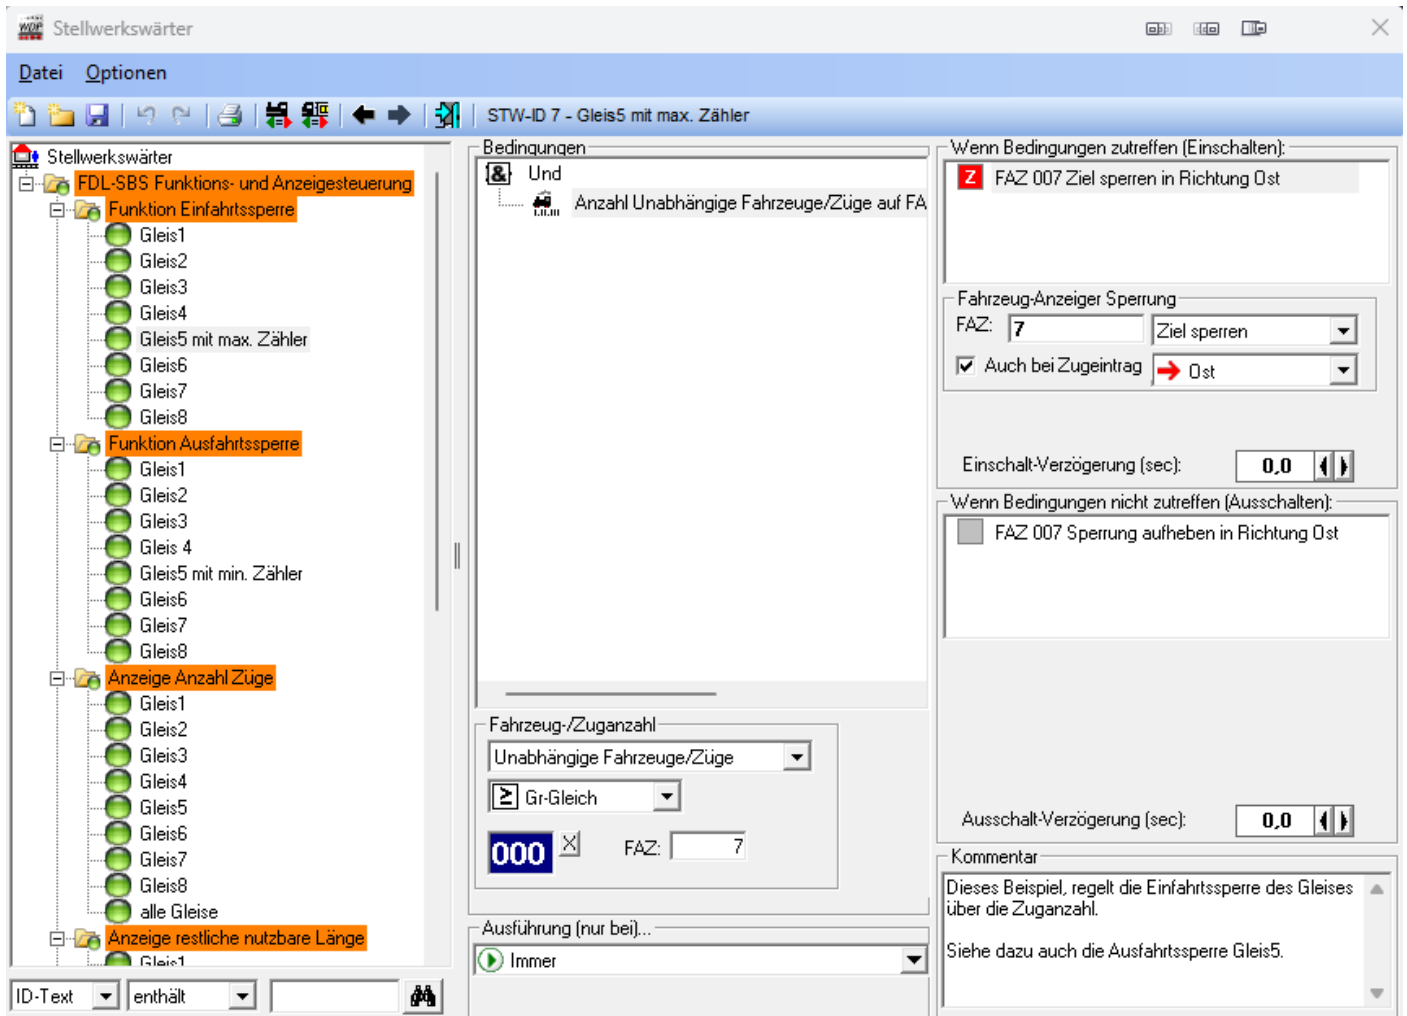 Stellwerkswärter
Datei Optionen
STW-ID 7 - Gleis5 mit max. Zähler
Stellwerkswärter
FDL-SBS Funktions- und Anzeigesteuerung
Funktion Einfahrtssperre
Gleis1
Gleis2
Gleis3
Gleis4
Gleis5 mit max. Zähler
Gleis6
Gleis7
Gleis8
Funktion Ausfahrtssperre
Gleis1
Gleis2
Gleis3
Gleis 4
Gleis5 mit min. Zähler
Gleis6
Gleis7
Gleis8
Anzeige Anzahl Züge
Gleis1
Gleis2
Gleis3
Gleis4
Gleis5
Gleis6
Gleis7
Gleis8
alle Gleise
Anzeige restliche nutzbare Länge
Gleis1
ID-Text enthält
Bedingungen
& Und
Anzahl Unabhängige Fahrzeuge/Züge auf FA
Fahrzeug-/Zuganzahl
Unabhängige Fahrzeuge/Züge
≥ Gr-Gleich
000 X FAZ: 7
Ausführung (nur bei)...
Immer
Wenn Bedingungen zutreffen (Einschalten):
Z FAZ 007 Ziel sperren in Richtung Ost
Fahrzeug-Anzeiger Sperrung
FAZ: 7 Ziel sperren
Auch bei Zugeintrag Ost
Einschalt-Verzögerung (sec): 0,0
Wenn Bedingungen nicht zutreffen (Ausschalten):
FAZ 007 Sperrung aufheben in Richtung Ost
Ausschalt-Verzögerung (sec): 0,0
Kommentar
Dieses Beispiel, regelt die Einfahrtssperre des Gleises
über die Zuganzahl.
Siehe dazu auch die Ausfahrtssperre Gleis5.